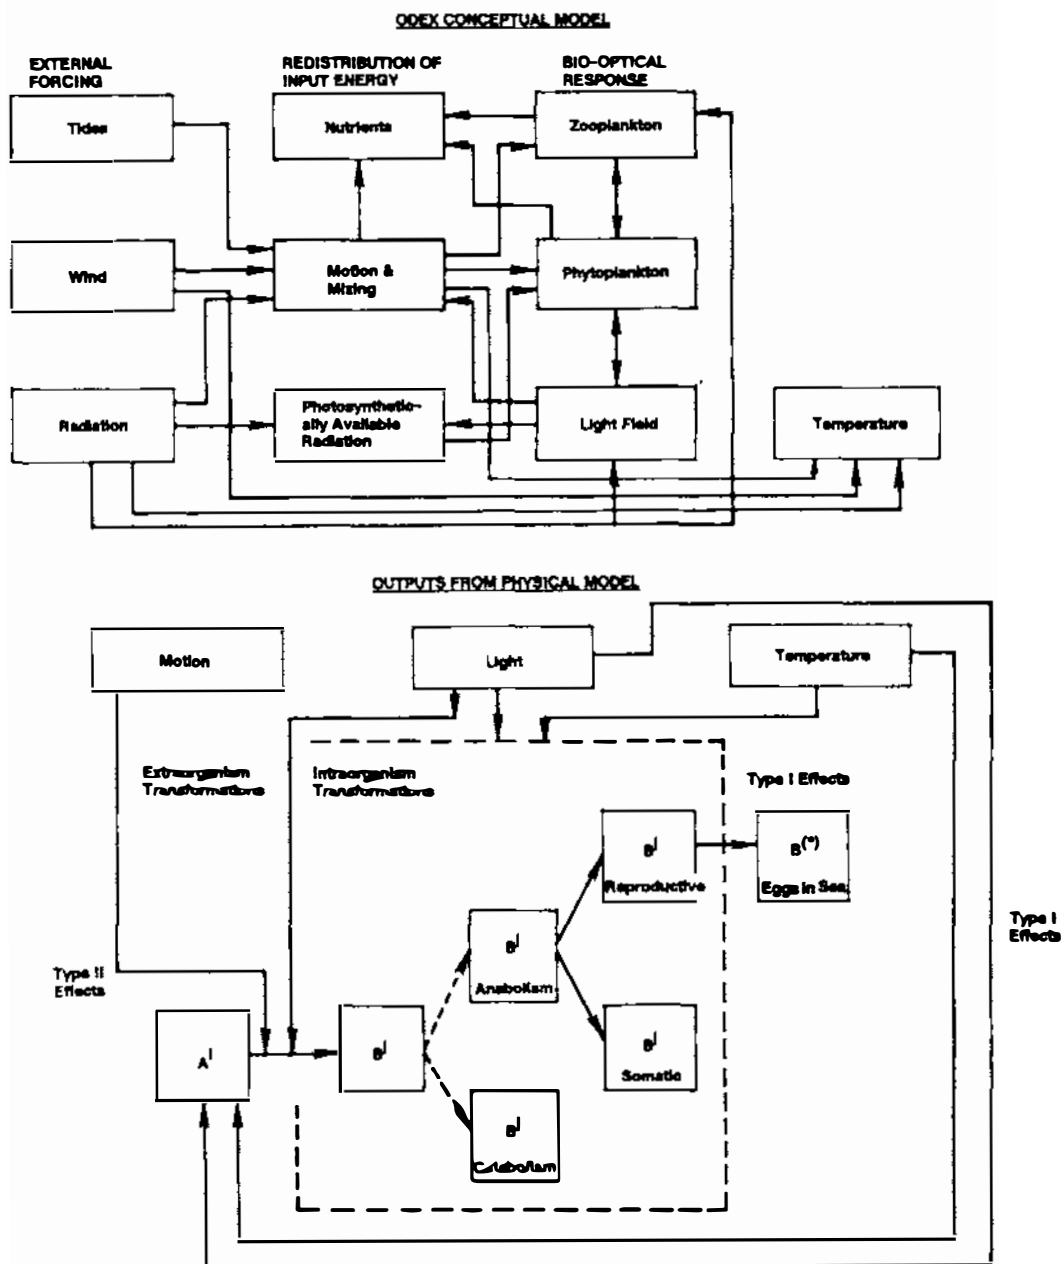 ODEX CONCEPTUAL MODEL
EXTERNAL
FORCING
REDISTRIBUTION OF
INPUT ENERGY
BIO-OPTICAL
RESPONSE
Tides
Nutrients
Zooplankton
Wind
Motion &
Mixing
Phytoplankton
Radiation
Photosynthetic-
ally Available
Radiation
Light Field
Temperature
OUTPUTS FROM PHYSICAL MODEL
Motion
Light
Temperature
Extraorganism
Transformations
Intraorganism
Transformations
Type I Effects
B^j
Reproductive
B^(e)
Eggs in Sea
Type I
Effects
B^j
Anabolism
Type II
Effects
A^i
B^j
B^j
Somatic
B^j
Catabolism